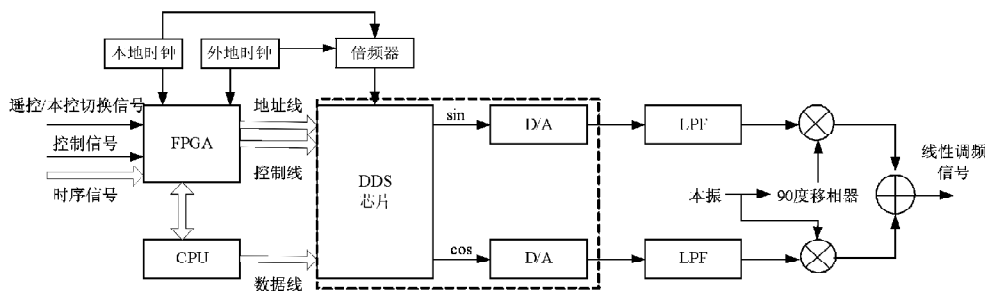 本地时钟
外地时钟
倍频器
遥控/本控切换信号
控制信号
时序信号
FPGA
地址线
控制线
CPU
数据线
DDS
芯片
sin
cos
D/A
D/A
LPF
LPF
本振
90度移相器
线性调频
信号